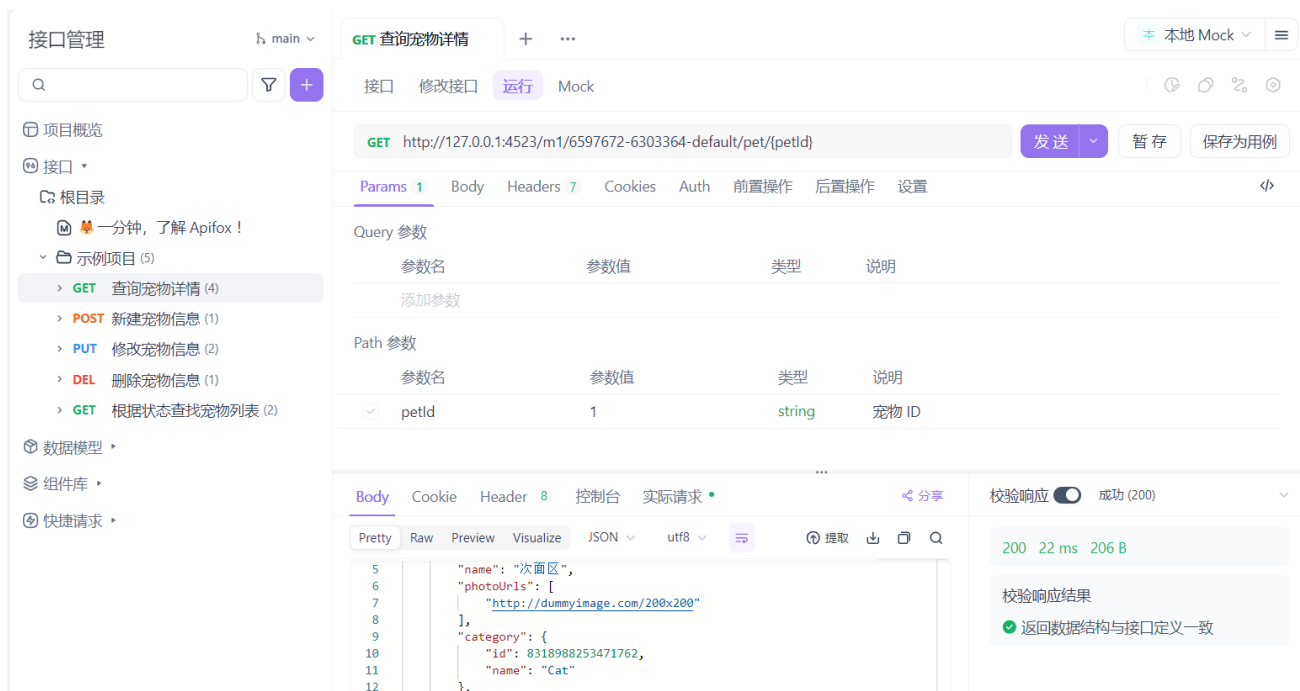 接口管理
main
项目概览
接口
根目录
一分钟，了解 Apifox！
示例项目 (5)
GET 查询宠物详情 (4)
POST 新建宠物信息 (1)
PUT 修改宠物信息 (2)
DEL 删除宠物信息 (1)
GET 根据状态查找宠物列表 (2)
数据模型
组件库
快捷请求
GET 查询宠物详情
本 本地 Mock
接口 修改接口 运行 Mock
GET http://127.0.0.1:4523/m1/6597672-6303364-default/pet/{petId}
发 送 暂 存 保存为用例
Params 1 Body Headers 7 Cookies Auth 前置操作 后置操作 设置
Query 参数
参数名 参数值 类型 说明
添加参数
Path 参数
参数名 参数值 类型 说明
petId 1 string 宠物 ID
Body Cookie Header 8 控制台 实际请求 分享
Pretty Raw Preview Visualize JSON utf8 提取
5 "name": "次面区",
6 "photoUrls": [
7 "http://dummyimage.com/200x200"
8 ],
9 "category": {
10 "id": 8318988253471762,
11 "name": "Cat"
12 },
校验响应 成功 (200)
200 22 ms 206 B
校验响应结果
返回数据结构与接口定义一致